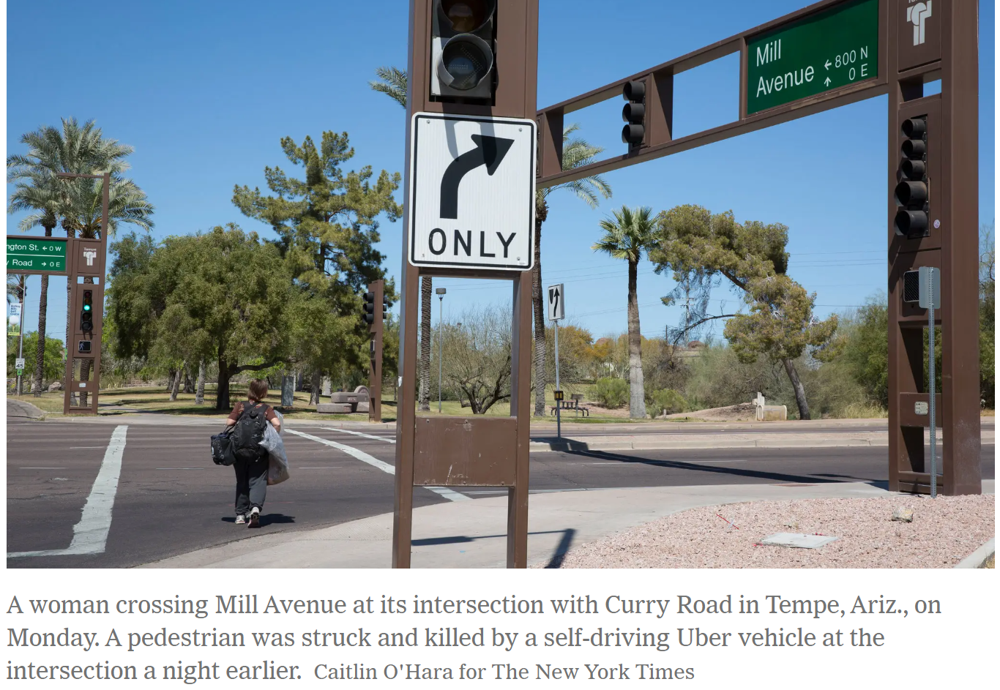 Mill
Avenue
←800 N
↑ 0 E
ngton St. ← 0 W
Road → 0 E
Tempe
45
ONLY
A woman crossing Mill Avenue at its intersection with Curry Road in Tempe, Ariz., on
Monday. A pedestrian was struck and killed by a self-driving Uber vehicle at the
intersection a night earlier. Caitlin O'Hara for The New York Times